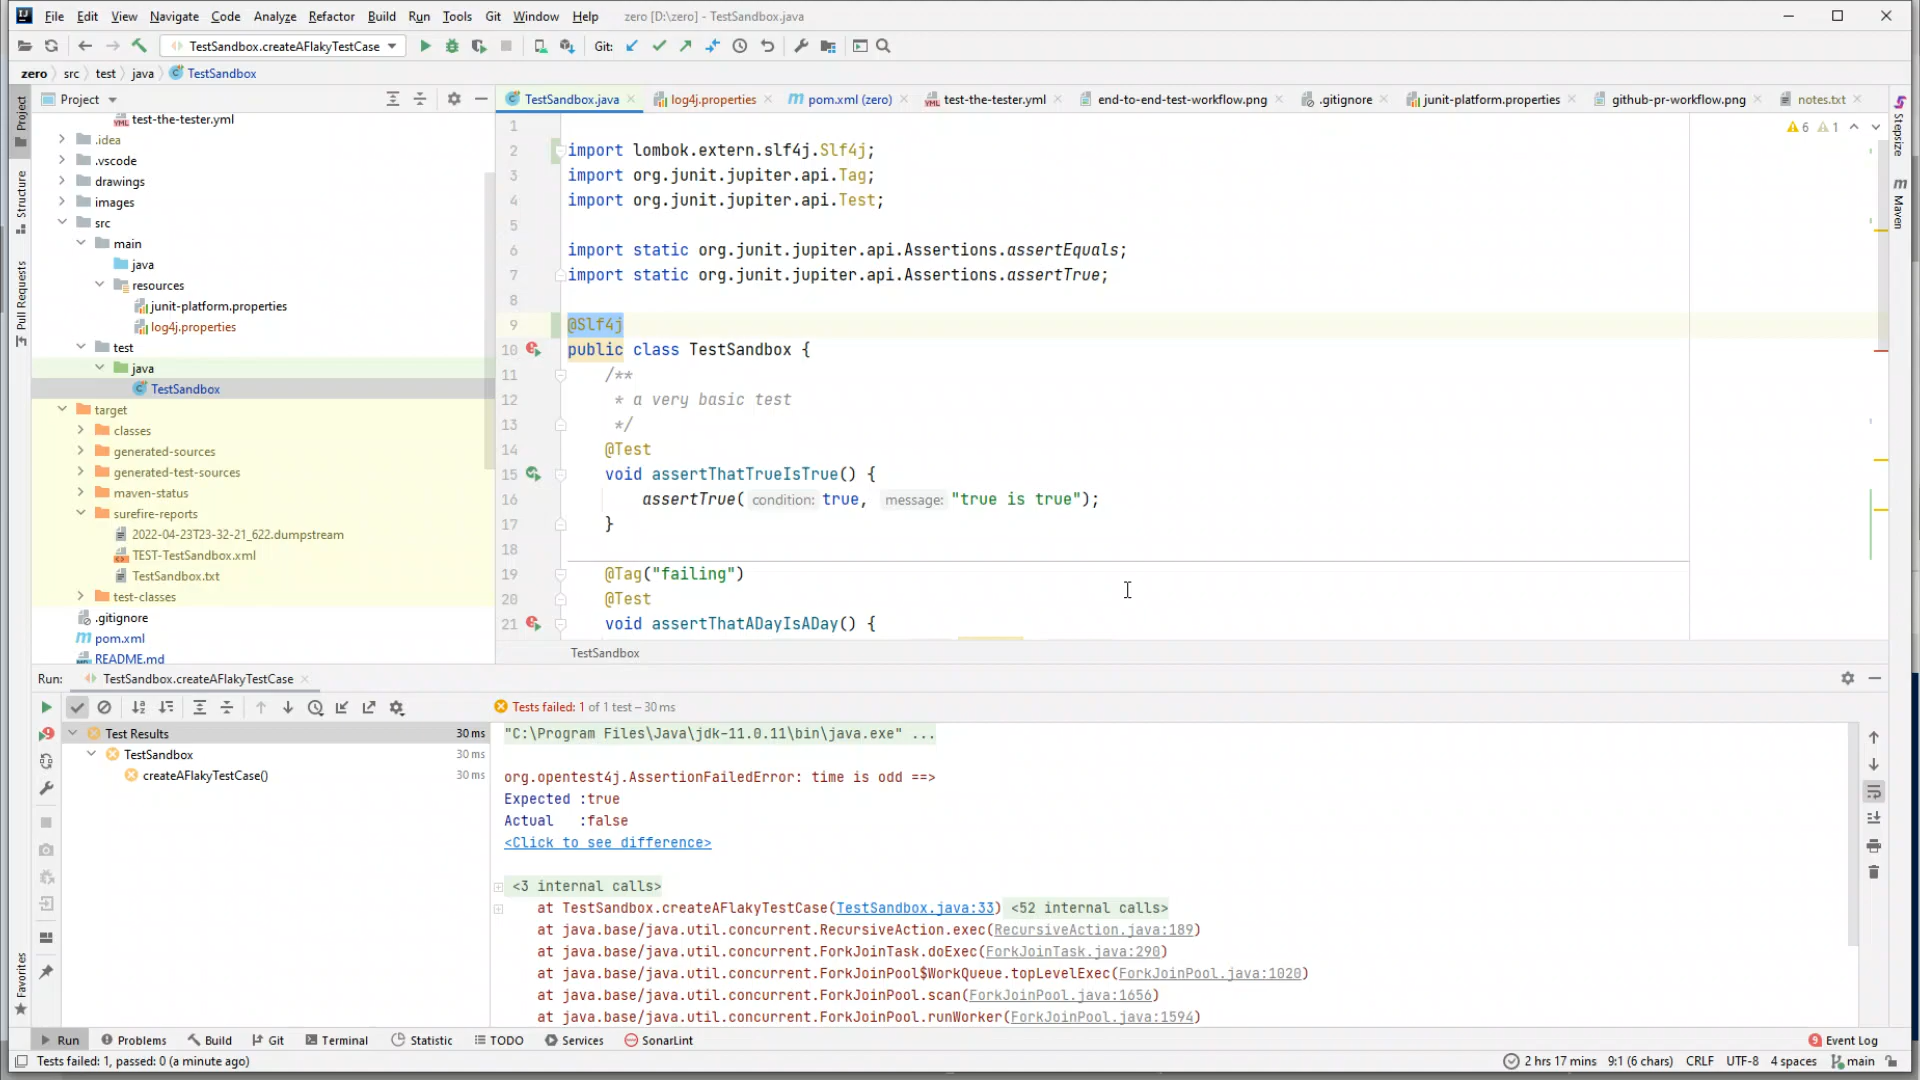 File Edit View Navigate Code Analyze Refactor Build Run Tools Git Window Help zero [D:\zero] - TestSandbox.java
TestSandbox.createAFlakyTestCase Git:
zero src test java TestSandbox
Project
TestSandbox.java log4j.properties pom.xml (zero) test-the-tester.yml end-to-end-test-workflow.png .gitignore junit-platform.properties github-pr-workflow.png notes.txt
Project
Structure
Pull Requests
Favorites
test-the-tester.yml
.idea
.vscode
drawings
images
src
main
java
resources
junit-platform.properties
log4j.properties
test
java
TestSandbox
target
classes
generated-sources
generated-test-sources
maven-status
surefire-reports
2022-04-23T23-32-21_622.dumpstream
TEST-TestSandbox.xml
TestSandbox.txt
test-classes
.gitignore
pom.xml
README.md
6 1
Stepsize
Maven
1
2 import lombok.extern.slf4j.Slf4j;
3 import org.junit.jupiter.api.Tag;
4 import org.junit.jupiter.api.Test;
5
6 import static org.junit.jupiter.api.Assertions.assertEquals;
7 import static org.junit.jupiter.api.Assertions.assertTrue;
8
9 @Slf4j
10 public class TestSandbox {
11 /**
12 * a very basic test
13 */
14 @Test
15 void assertThatTrueIsTrue() {
16 assertTrue( condition: true, message: "true is true");
17 }
18
19 @Tag("failing")
20 @Test
21 void assertThatADayIsADay() {
TestSandbox
Run: TestSandbox.createAFlakyTestCase
Tests failed: 1 of 1 test – 30 ms
Test Results 30 ms
TestSandbox 30 ms
createAFlakyTestCase() 30 ms
"C:\Program Files\Java\jdk-11.0.11\bin\java.exe" ...
org.opentest4j.AssertionFailedError: time is odd ==>
Expected :true
Actual :false
<Click to see difference>
<3 internal calls>
at TestSandbox.createAFlakyTestCase(TestSandbox.java:33) <52 internal calls>
at java.base/java.util.concurrent.RecursiveAction.exec(RecursiveAction.java:189)
at java.base/java.util.concurrent.ForkJoinTask.doExec(ForkJoinTask.java:290)
at java.base/java.util.concurrent.ForkJoinPool$WorkQueue.topLevelExec(ForkJoinPool.java:1020)
at java.base/java.util.concurrent.ForkJoinPool.scan(ForkJoinPool.java:1656)
at java.base/java.util.concurrent.ForkJoinPool.runWorker(ForkJoinPool.java:1594)
Run Problems Build Git Terminal Statistic TODO Services SonarLint 9 Event Log
Tests failed: 1, passed: 0 (a minute ago) 2 hrs 17 mins 9:1 (6 chars) CRLF UTF-8 4 spaces main